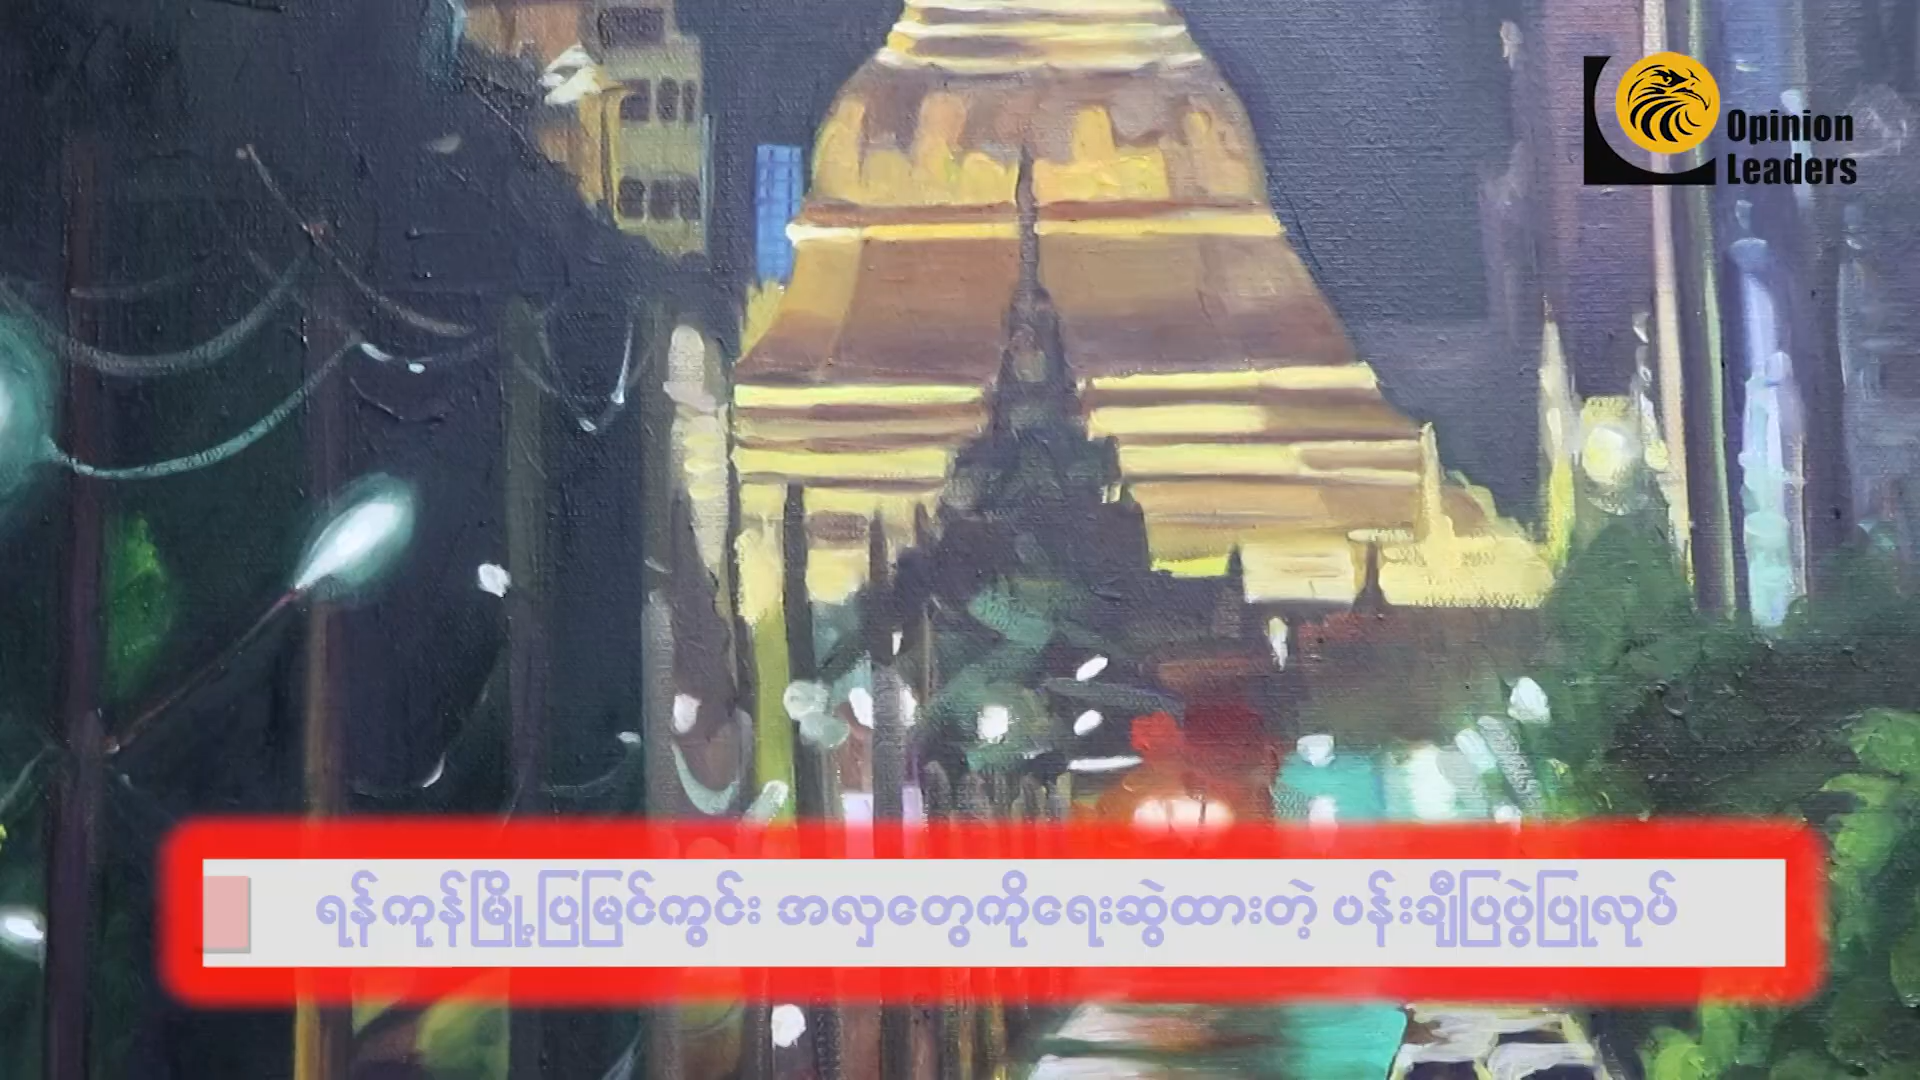 Opinion
Leaders
ရန်ကုန်မြို့ပြမြင်ကွင်း အလှတွေကိုရေးဆွဲထားတဲ့ ပန်းချီပြပွဲပြုလုပ်